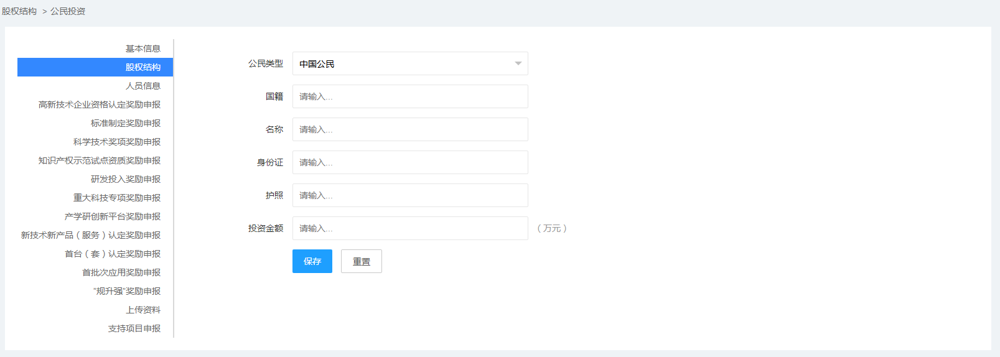 股权结构 > 公民投资
基本信息
股权结构
人员信息
高新技术企业资格认定奖励申报
标准制定奖励申报
科学技术奖项奖励申报
知识产权示范试点资质奖励申报
研发投入奖励申报
重大科技专项奖励申报
产学研创新平台奖励申报
新技术新产品（服务）认定奖励申报
首台（套）认定奖励申报
首批次应用奖励申报
"规升强"奖励申报
上传资料
支持项目申报
公民类型 中国公民
国籍 请输入...
名称 请输入...
身份证 请输入...
护照 请输入...
投资金额 请输入... （万元）
保存 重置